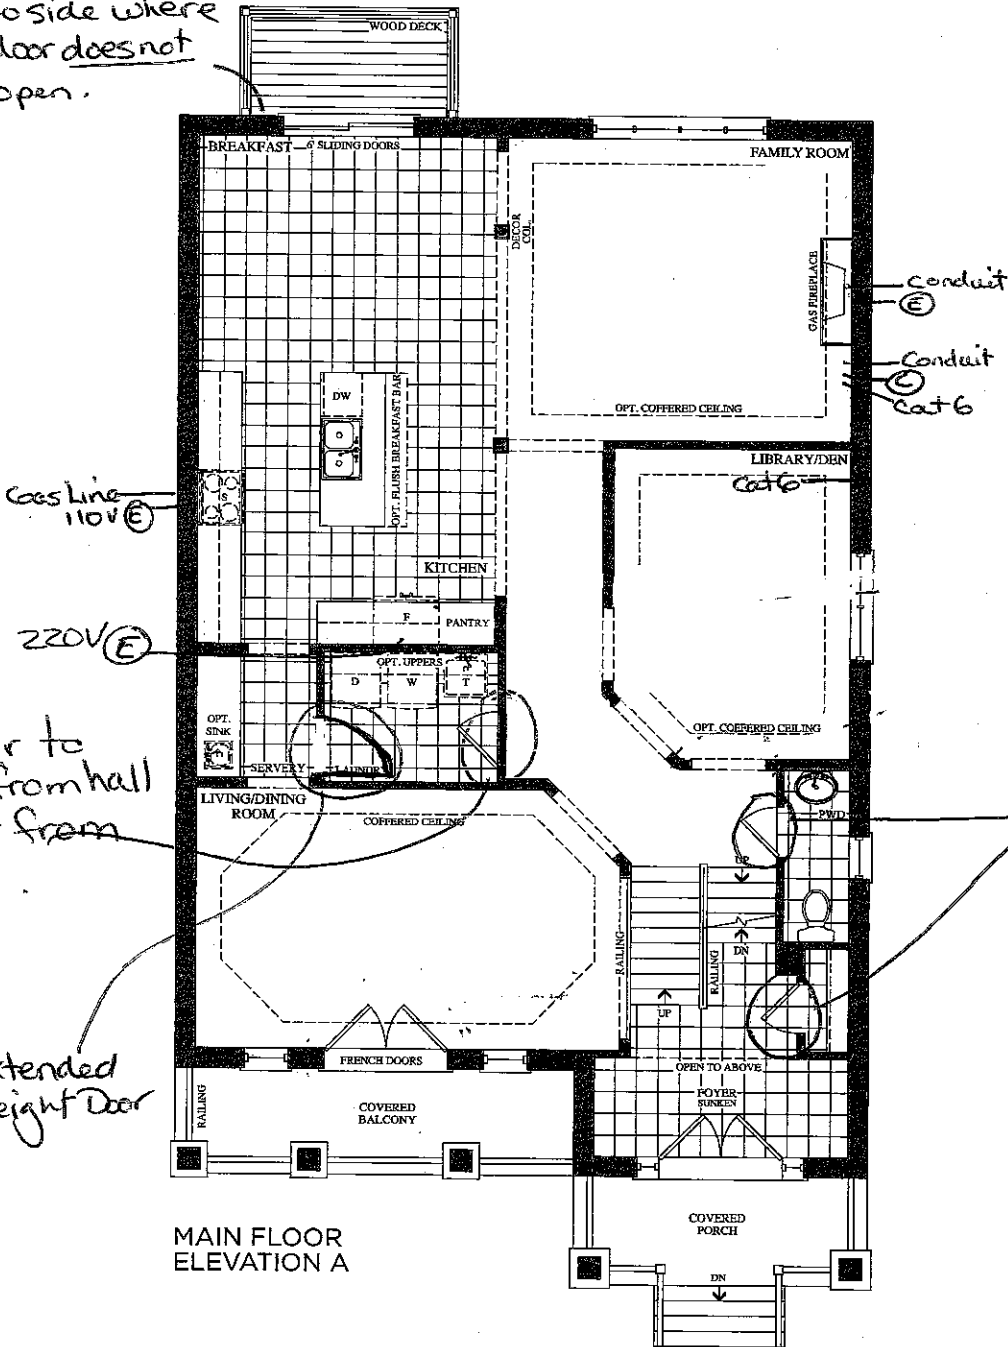 o side where
door does not
open.
WOOD DECK
BREAKFAST
6' SLIDING DOORS
FAMILY ROOM
DECOR
COL.
GAS FIREPLACE
Conduit
E
Conduit
C
Cat 6
DW
OPT. FLUSH BREAKFAST BAR
OPT. COFFERED CEILING
LIBRARY/DEN
Cat 6
Gas Line
110V E
S
KITCHEN
F
PANTRY
220V E
OPT. UPPERS
D
W
T
OPT.
SINK
SERVERY
OPT. COFFERED CEILING
r to
from hall
from
LIVING/DINING
ROOM
COFFERED CEILING
PWD
UP
DN
RAILING
RAILING
UP
FRENCH DOORS
OPEN TO ABOVE
FOYER
SUNKEN
xtended
eight Door
RAILING
COVERED
BALCONY
COVERED
PORCH
DN
MAIN FLOOR
ELEVATION A